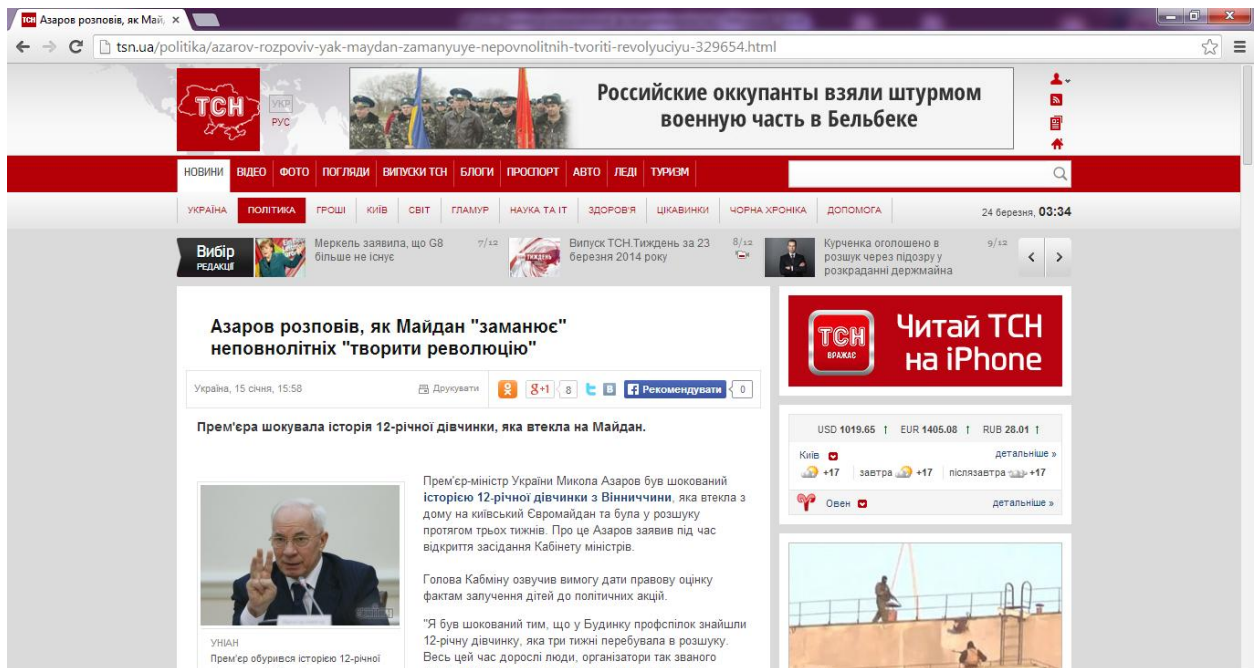 Азаров розповів, як Май
tsn.ua/politika/azarov-rozpoviv-yak-maydan-zamanyuye-nepovnolitnih-tvoriti-revolyuciyu-329654.html
ТСН
УКР
РУС
Российские оккупанты взяли штурмом
военную часть в Бельбеке
НОВИНИ ВІДЕО ФОТО ПОГЛЯДИ ВИПУСКИ ТСН БЛОГИ ПРОСПОРТ АВТО ЛЕДІ ТУРИЗМ
УКРАЇНА ПОЛІТИКА ГРОШІ КИЇВ СВІТ ГЛАМУР НАУКА ТА ІТ ЗДОРОВ'Я ЦІКАВИНКИ ЧОРНА ХРОНІКА ДОПОМОГА 24 березня, 03:34
Вибір
РЕДАКЦІЇ
Меркель заявила, що G8
більше не існує
7/12
Випуск ТСН.Тиждень за 23
березня 2014 року
8/12
Курченка оголошено в
розшук через підозру у
розкраданні держмайна
9/12
Азаров розповів, як Майдан "заманює"
неповнолітніх "творити революцію"
Україна, 15 січня, 15:58 Друкувати g+1 8 Рекомендувати 0
Прем'єра шокувала історія 12-річної дівчинки, яка втекла на Майдан.
УНІАН
Прем'єр обурився історією 12-річної
Прем'єр-міністр України Микола Азаров був шокований
історією 12-річної дівчинки з Вінниччини, яка втекла з
дому на київський Євромайдан та була у розшуку
протягом трьох тижнів. Про це Азаров заявив під час
відкриття засідання Кабінету міністрів.
Голова Кабміну озвучив вимогу дати правову оцінку
фактам залучення дітей до політичних акцій.
"Я був шокований тим, що у Будинку профспілок знайшли
12-річну дівчинку, яка три тижні перебувала в розшуку.
Весь цей час дорослі люди, організатори так званого
ТСН
ВРАЖАЄ
Читай ТСН
на iPhone
USD 1019.65 ↑ EUR 1405.08 ↑ RUB 28.01 ↑
Київ детальніше »
+17 завтра +17 післязавтра +17
Овен детальніше »